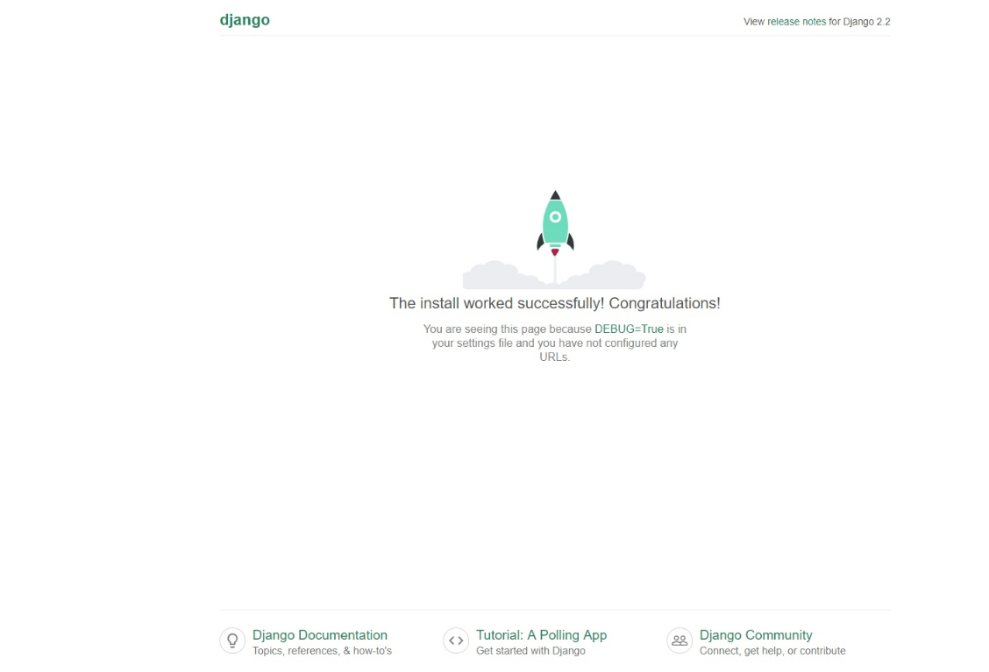 django
View release notes for Django 2.2
The install worked successfully! Congratulations!
You are seeing this page because DEBUG=True is in
your settings file and you have not configured any
URLs.
Django Documentation
Topics, references, & how-to's
Tutorial: A Polling App
Get started with Django
Django Community
Connect, get help, or contribute